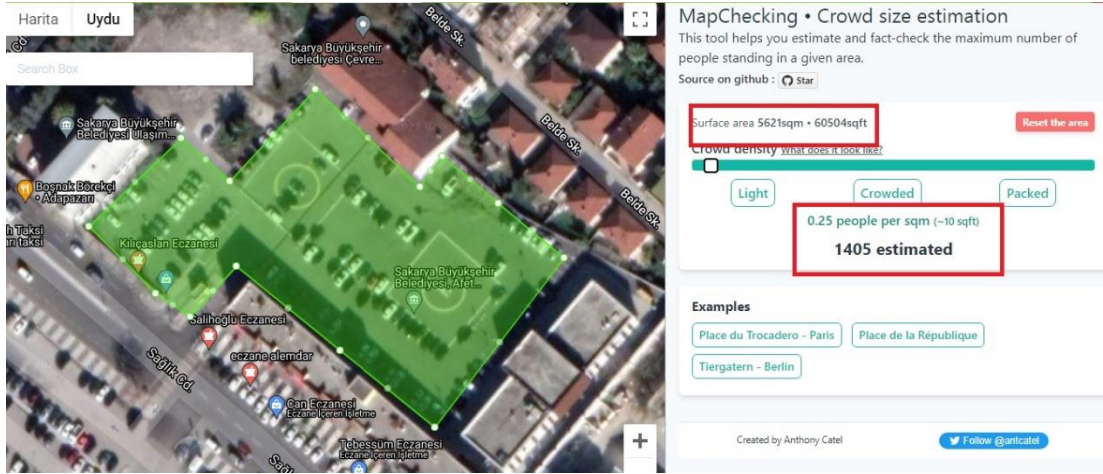 Harita
Uydu
Search Box
Cd.
Belde Sk.
Sakarya Büyükşehir
belediyesi Çevre...
Sakarya Büyükşehir
Belediyesi Ulaşım...
Belde Sk.
Belde Sk.
Boşnak Börekçi
• Adapazarı
Kılıçaslan Eczanesi
Sakarya Büyükşehir
Belediyesi, Afet...
Salihoğlu Eczanesi
eczane alemdar
Sağlık Cd.
Can Eczanesi
Eczane İçeren İşletme
Tebessüm Eczanesi
Eczane İçeren İşletme
MapChecking • Crowd size estimation
This tool helps you estimate and fact-check the maximum number of
people standing in a given area.
Source on github :
Star
Surface area 5621sqm • 60504sqft
Reset the area
Crowd density What does it look like?
Light
Crowded
Packed
0.25 people per sqm (~10 sqft)
1405 estimated
Examples
Place du Trocadero - Paris
Place de la République
Tiergatern - Berlin
Created by Anthony Catel
Follow @antcatel